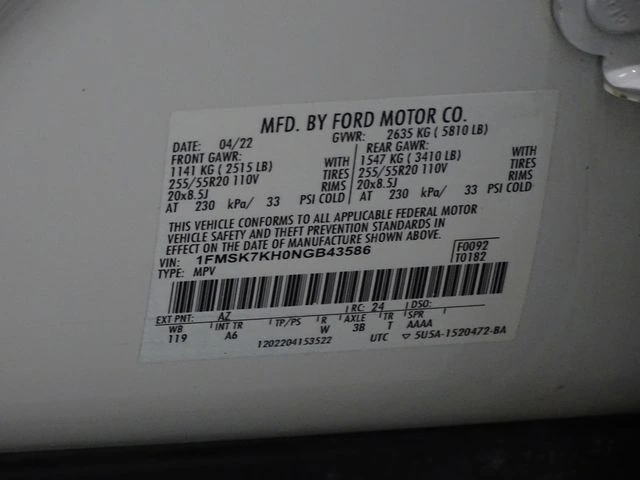 MFD. BY FORD MOTOR CO.
DATE: 04/22 GVWR: 2635 KG ( 5810 LB)
FRONT GAWR: REAR GAWR:
1141 KG ( 2515 LB) WITH 1547 KG ( 3410 LB) WITH
255/55R20 110V TIRES 255/55R20 110V TIRES
20x8.5J RIMS 20x8.5J RIMS
AT 230 kPa/ 33 PSI COLD AT 230 kPa/ 33 PSI COLD
THIS VEHICLE CONFORMS TO ALL APPLICABLE FEDERAL MOTOR
VEHICLE SAFETY AND THEFT PREVENTION STANDARDS IN
EFFECT ON THE DATE OF MANUFACTURE SHOWN ABOVE.
VIN: 1FMSK7KH0NGB43586 F0092
TYPE: MPV T0182
EXT PNT: AZ RC: 24 DSO:
WB INT TR TP/PS R AXLE TR SPR
119 A6 W 3B T AAAA
1202204153522 UTC ▽ 5U5A-1520472-BA